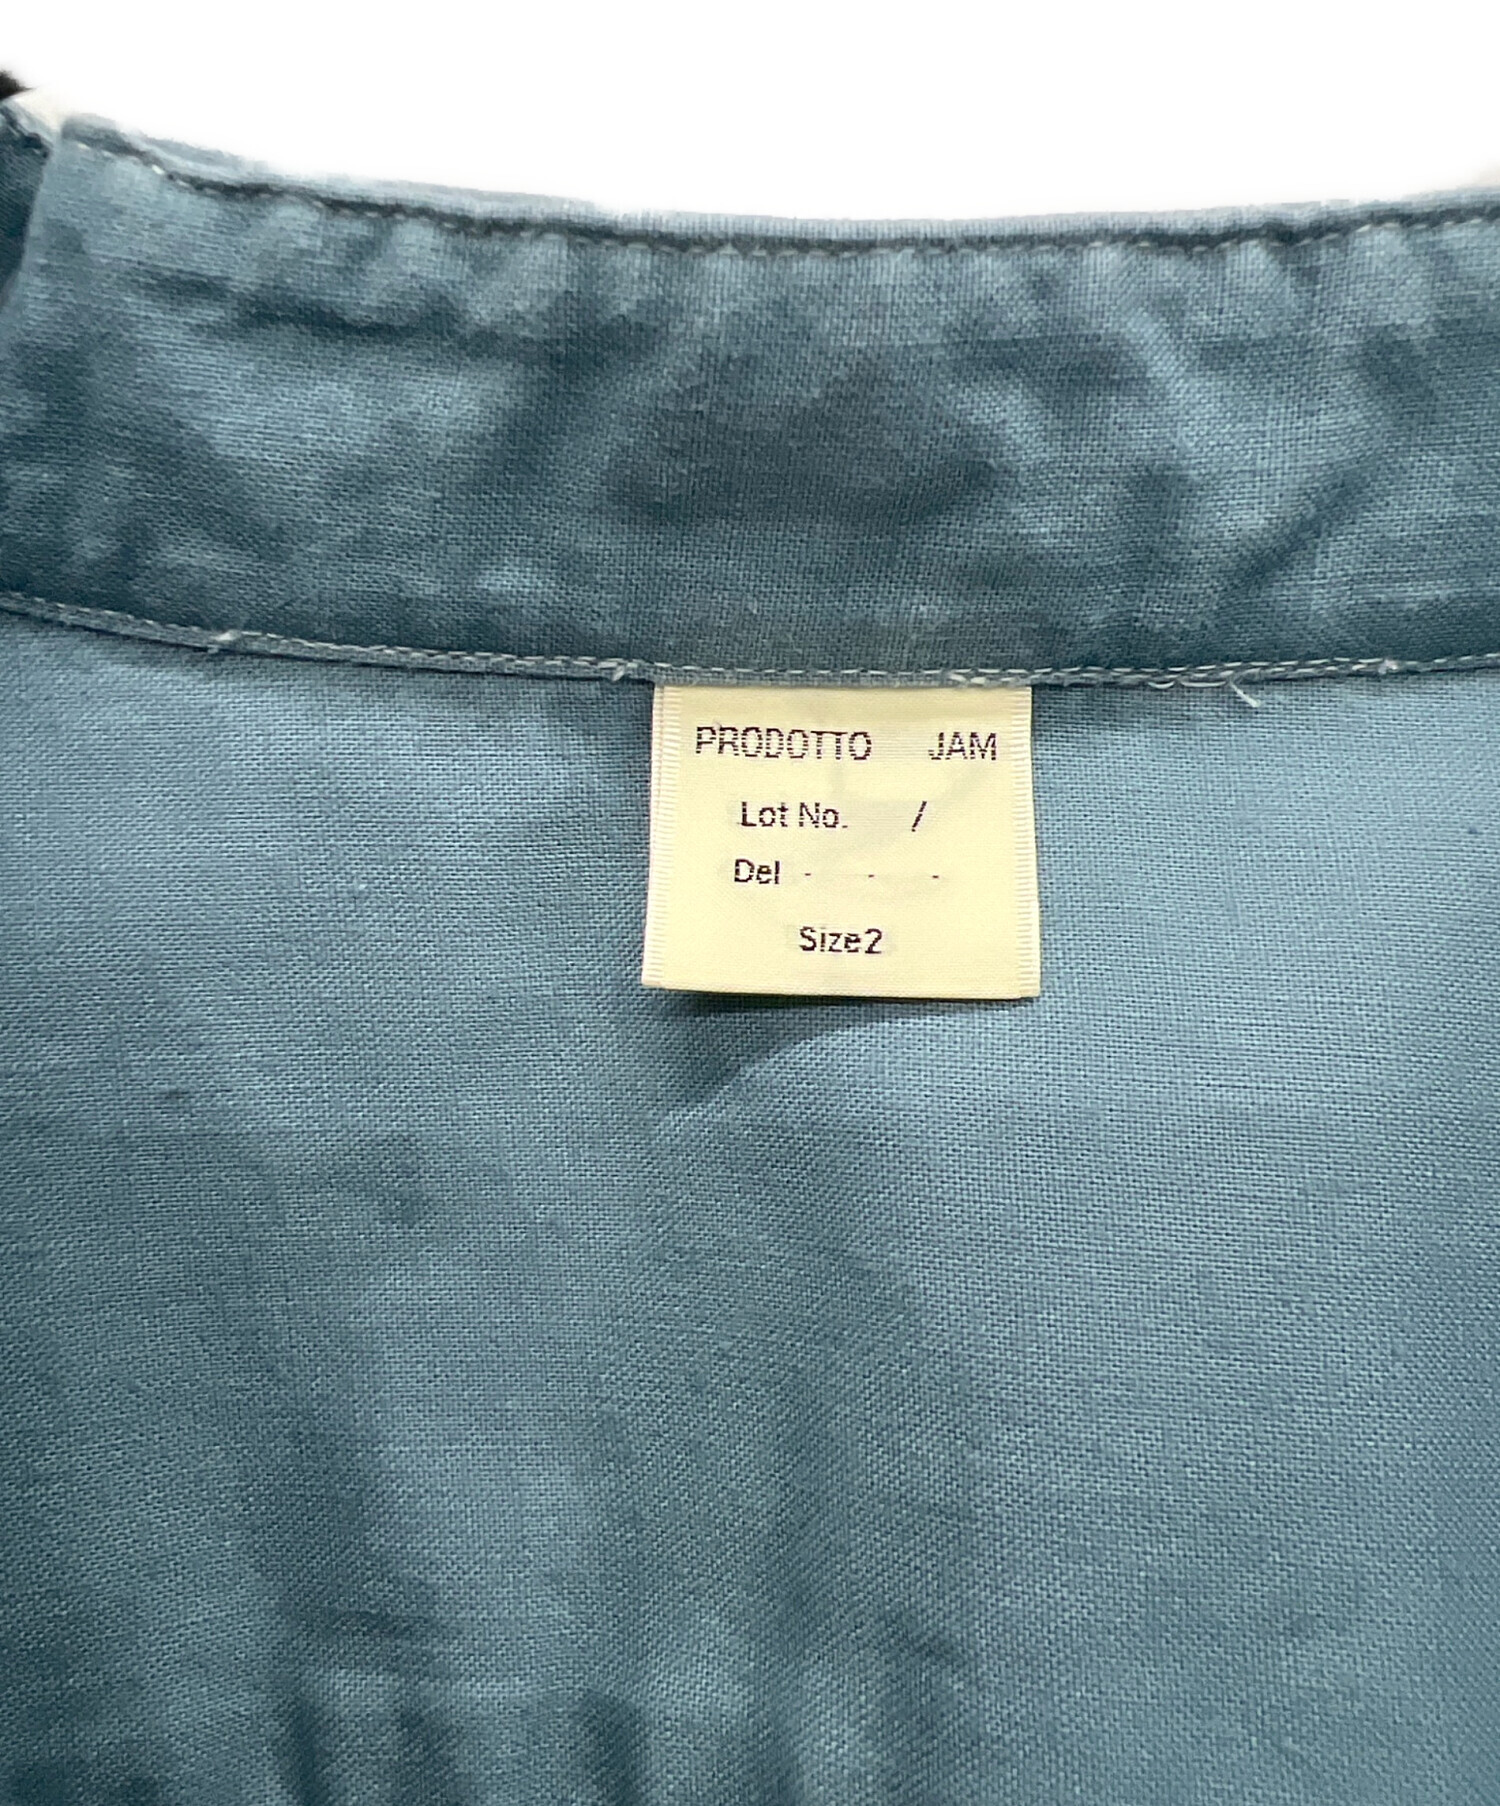 PRODOTTO JAM
Lot No. /
Del - - -
Size2